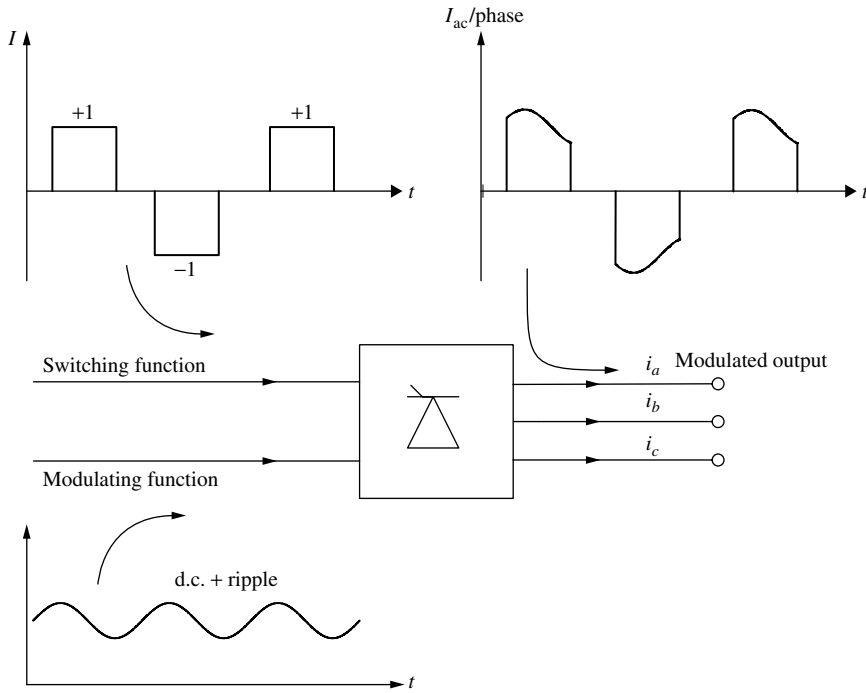 I
+1
+1
−1
t
I_ac/phase
t
Switching function
Modulating function
i_a
i_b
i_c
Modulated output
d.c. + ripple
t